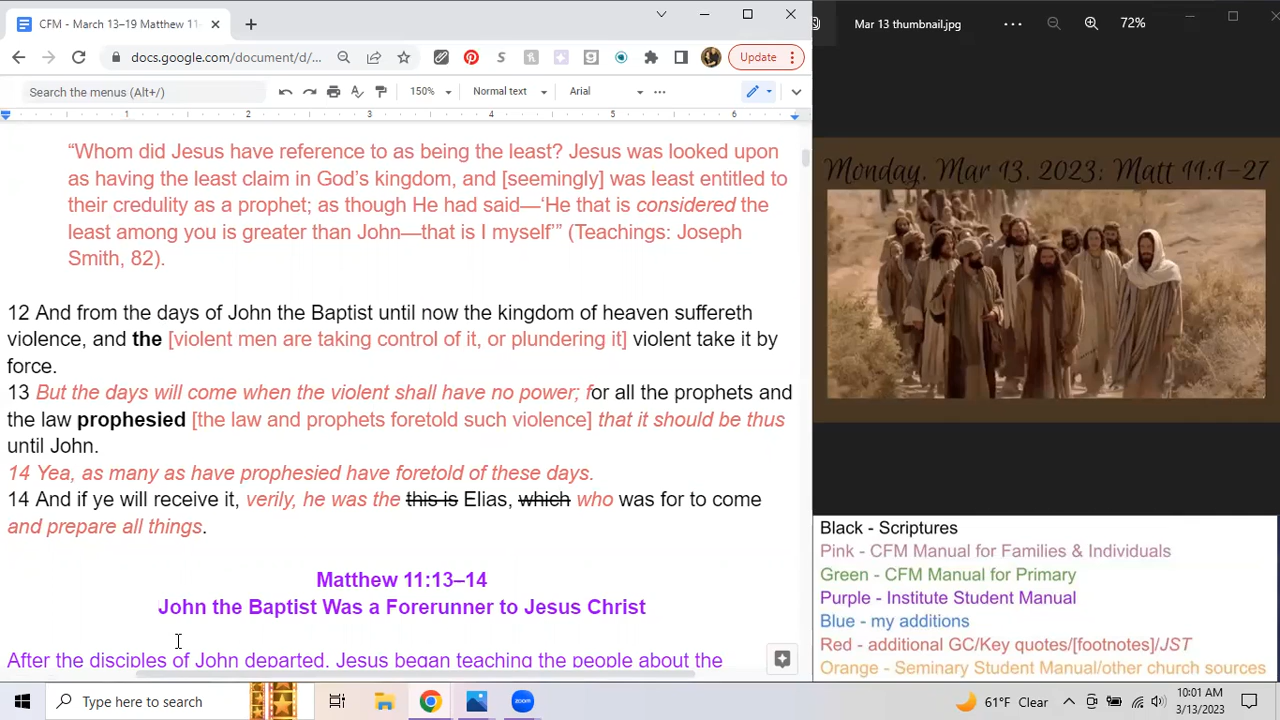 CFM - March 13–19 Matthew 11-
docs.google.com/document/d/...
Update
Search the menus (Alt+/)
150%
Normal text
Arial
1 2 3 4 5 6
“Whom did Jesus have reference to as being the least? Jesus was looked upon
as having the least claim in God’s kingdom, and [seemingly] was least entitled to
their credulity as a prophet; as though He had said—‘He that is considered the
least among you is greater than John—that is I myself’” (Teachings: Joseph
Smith, 82).
12 And from the days of John the Baptist until now the kingdom of heaven suffereth
violence, and the [violent men are taking control of it, or plundering it] violent take it by
force.
13 But the days will come when the violent shall have no power; for all the prophets and
the law prophesied [the law and prophets foretold such violence] that it should be thus
until John.
14 Yea, as many as have prophesied have foretold of these days.
14 And if ye will receive it, verily, he was the this is Elias, which who was for to come
and prepare all things.
Matthew 11:13–14
John the Baptist Was a Forerunner to Jesus Christ
After the disciples of John departed, Jesus began teaching the people about the
Mar 13 thumbnail.jpg
72%
Monday, Mar 13, 2023: Matt 11:1-27
Black - Scriptures
Pink - CFM Manual for Families & Individuals
Green - CFM Manual for Primary
Purple - Institute Student Manual
Blue - my additions
Red - additional GC/Key quotes/[footnotes]/JST
Orange - Seminary Student Manual/other church sources
Type here to search
zoom
61°F Clear
10:01 AM
3/13/2023